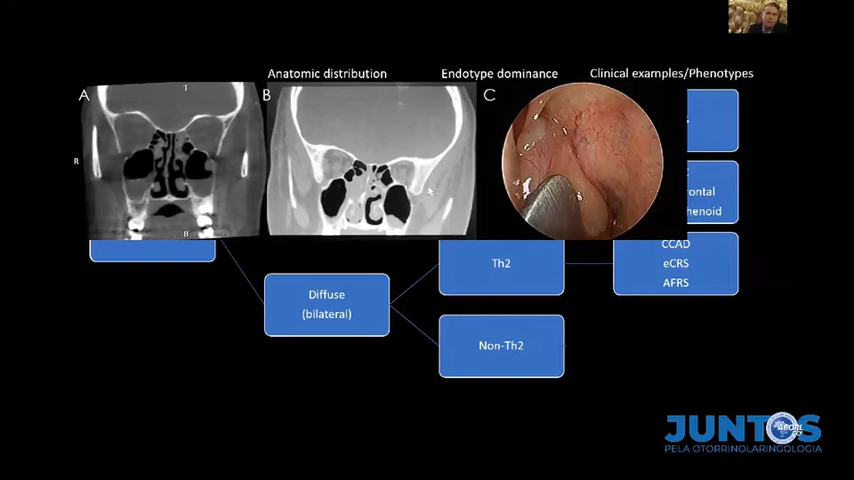 Anatomic distribution
Endotype dominance
Clinical examples/Phenotypes
A
B
C
T
R
B
rontal
henoid
Th2
CCAD
eCRS
AFRS
Diffuse
(bilateral)
Non-Th2
JUNTOS
PELA OTORRINOLARINGOLOGIA